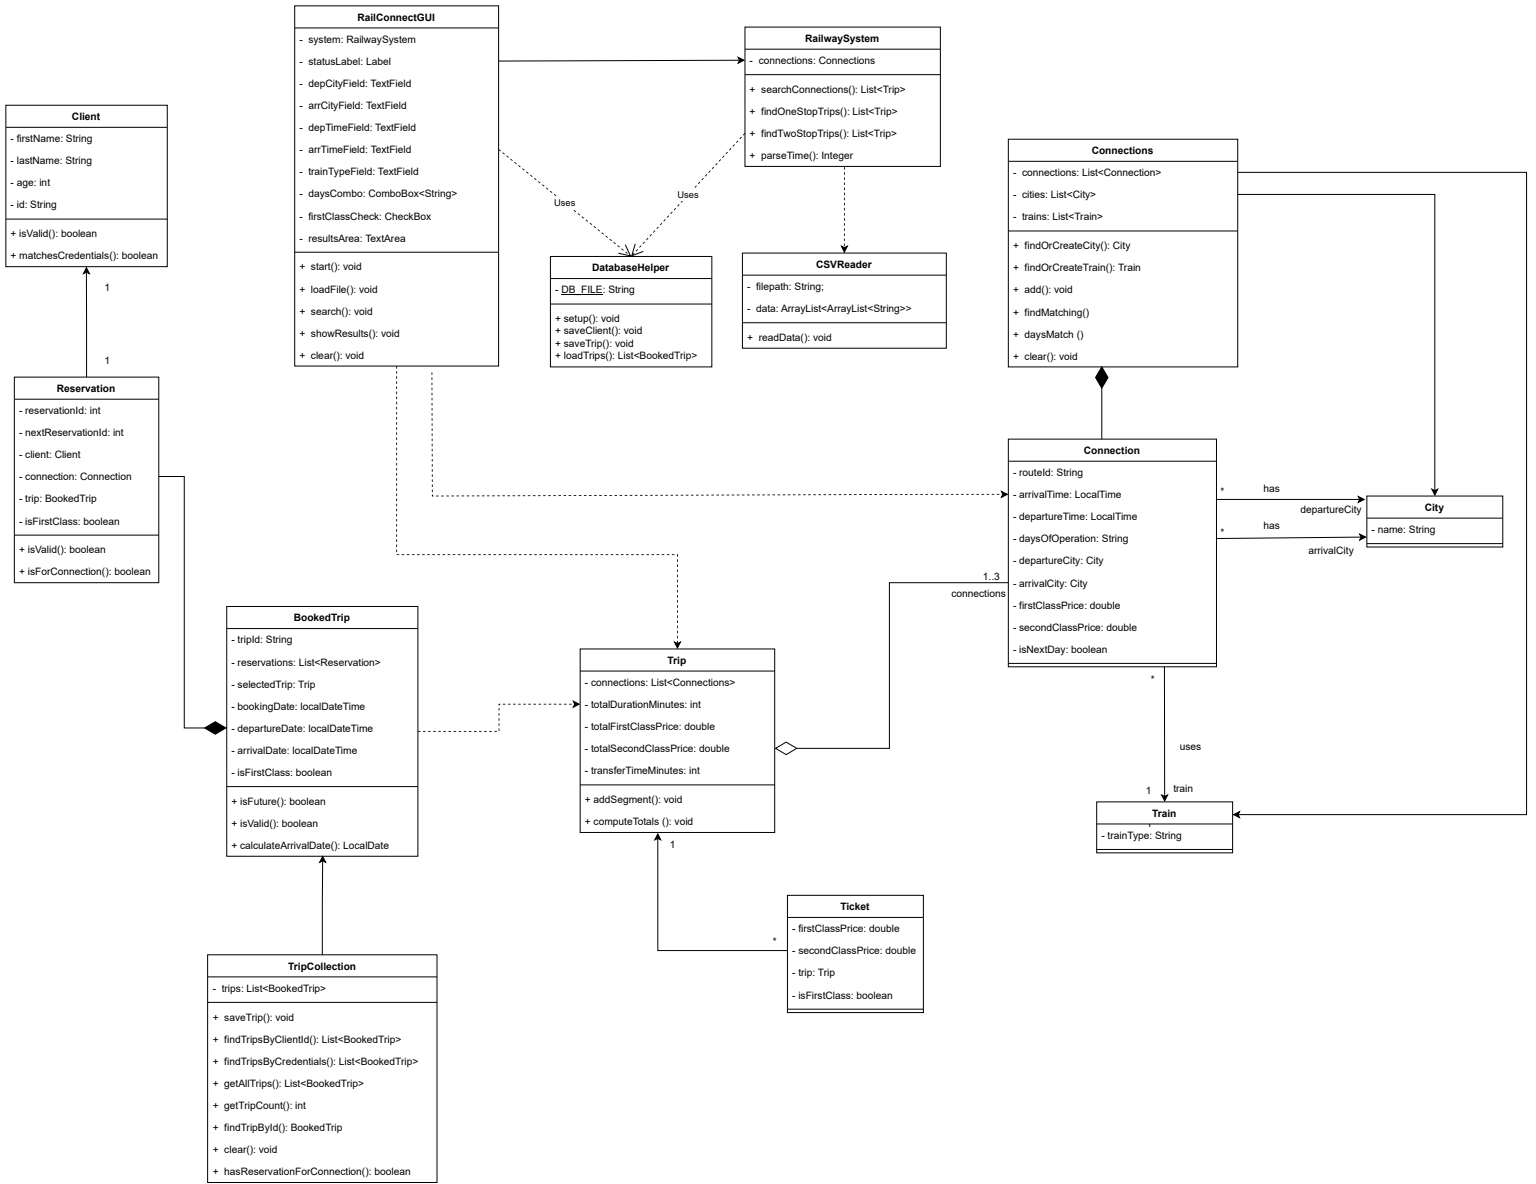 RailConnectGUI
- system: RailwaySystem
- statusLabel: Label
- depCityField: TextField
- arrCityField: TextField
- depTimeField: TextField
- arrTimeField: TextField
- trainTypeField: TextField
- daysCombo: ComboBox<String>
- firstClassCheck: CheckBox
- resultsArea: TextArea
+ start(): void
+ loadFile(): void
+ search(): void
+ showResults(): void
+ clear(): void
RailwaySystem
- connections: Connections
+ searchConnections(): List<Trip>
+ findOneStopTrips(): List<Trip>
+ findTwoStopTrips(): List<Trip>
+ parseTime(): Integer
Client
- firstName: String
- lastName: String
- age: int
- id: String
+ isValid(): boolean
+ matchesCredentials(): boolean
1
1
Uses
Uses
DatabaseHelper
- DB_FILE: String
+ setup(): void
+ saveClient(): void
+ saveTrip(): void
+ loadTrips(): List<BookedTrip>
CSVReader
- filepath: String;
- data: ArrayList<ArrayList<String>>
+ readData(): void
Connections
- connections: List<Connection>
- cities: List<City>
- trains: List<Train>
+ findOrCreateCity(): City
+ findOrCreateTrain(): Train
+ add(): void
+ findMatching()
+ daysMatch ()
+ clear(): void
Reservation
- reservationId: int
- nextReservationId: int
- client: Client
- connection: Connection
- trip: BookedTrip
- isFirstClass: boolean
+ isValid(): boolean
+ isForConnection(): boolean
Connection
- routeId: String
- arrivalTime: LocalTime
- departureTime: LocalTime
- daysOfOperation: String
- departureCity: City
- arrivalCity: City
- firstClassPrice: double
- secondClassPrice: double
- isNextDay: boolean
* has
departureCity
* has
arrivalCity
City
- name: String
1..3
connections
BookedTrip
- tripId: String
- reservations: List<Reservation>
- selectedTrip: Trip
- bookingDate: localDateTime
- departureDate: localDateTime
- arrivalDate: localDateTime
- isFirstClass: boolean
+ isFuture(): boolean
+ isValid(): boolean
+ calculateArrivalDate(): LocalDate
Trip
- connections: List<Connections>
- totalDurationMinutes: int
- totalFirstClassPrice: double
- totalSecondClassPrice: double
- transferTimeMinutes: int
+ addSegment(): void
+ computeTotals (): void
*
uses
1 train
Train
- trainType: String
1
*
Ticket
- firstClassPrice: double
- secondClassPrice: double
- trip: Trip
- isFirstClass: boolean
TripCollection
- trips: List<BookedTrip>
+ saveTrip(): void
+ findTripsByClientId(): List<BookedTrip>
+ findTripsByCredentials(): List<BookedTrip>
+ getAllTrips(): List<BookedTrip>
+ getTripCount(): int
+ findTripById(): BookedTrip
+ clear(): void
+ hasReservationForConnection(): boolean